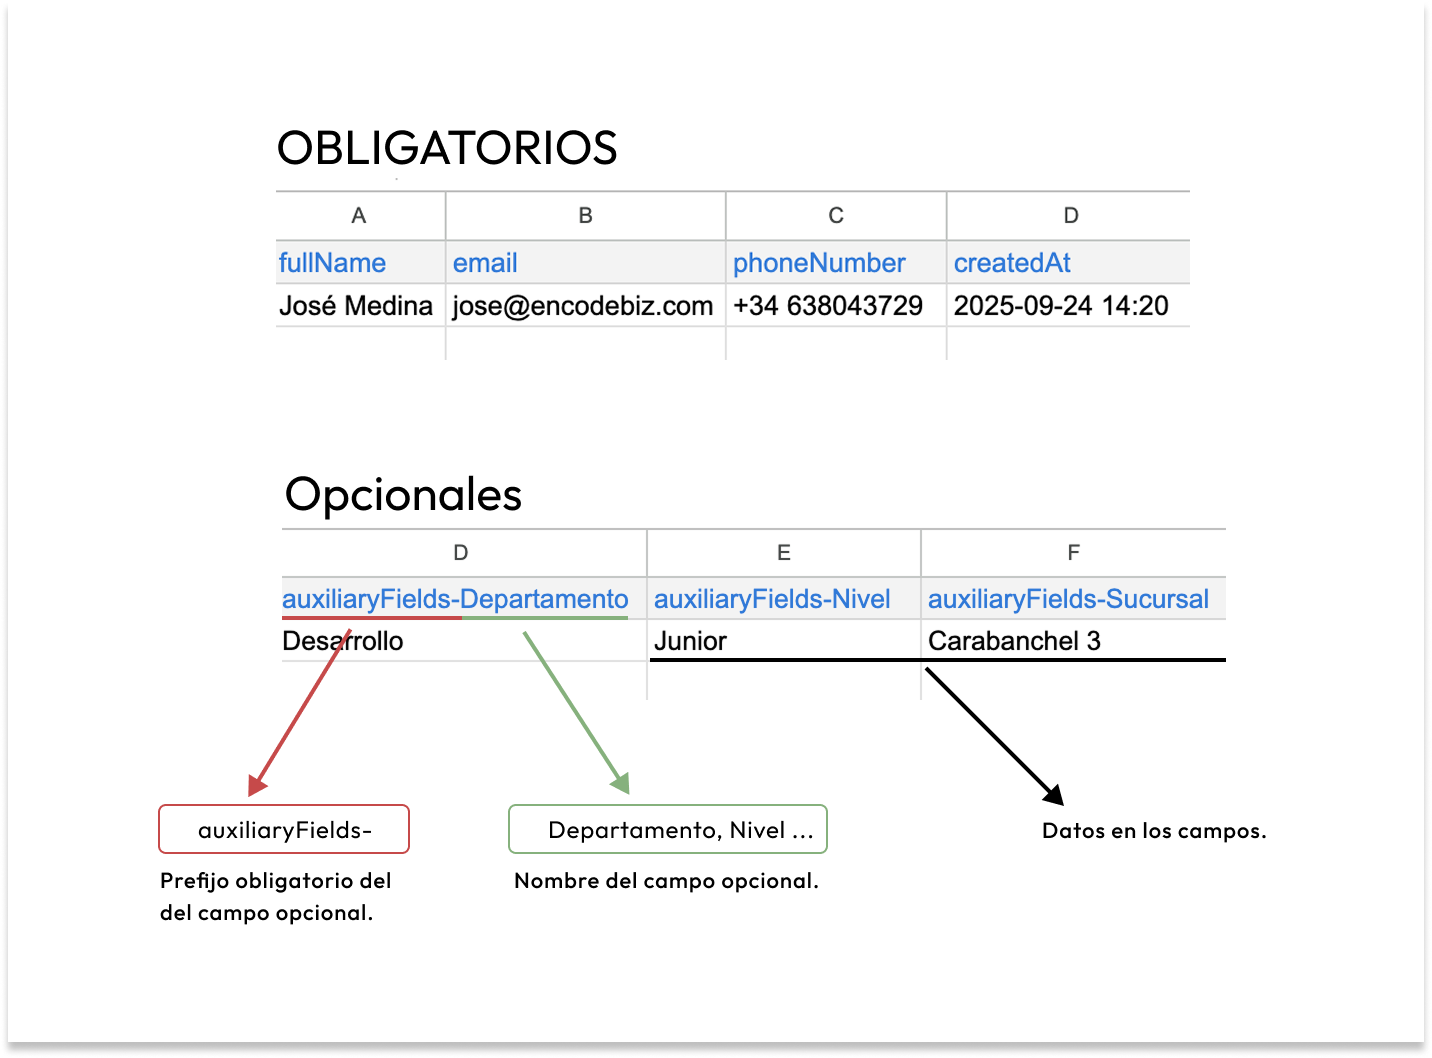 OBLIGATORIOS
A B C D
fullName email phoneNumber createdAt
José Medina jose@encodebiz.com +34 638043729 2025-09-24 14:20
Opcionales
D E F
auxiliaryFields-Departamento auxiliaryFields-Nivel auxiliaryFields-Sucursal
Desarrollo Junior Carabanchel 3
auxiliaryFields-
Prefijo obligatorio del
del campo opcional.
Departamento, Nivel ...
Nombre del campo opcional.
Datos en los campos.